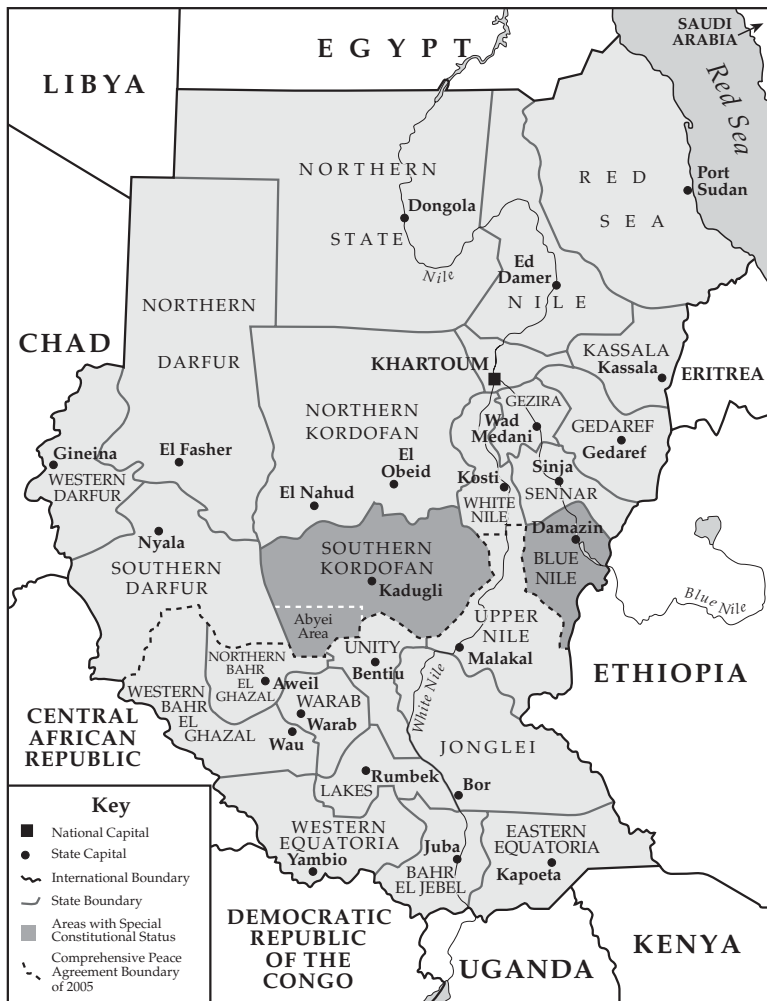 SAUDI
ARABIA
EGYPT
LIBYA
Red Sea
NORTHERN
STATE
Dongola
Nile
RED
SEA
Port
Sudan
Ed
Damer
NILE
NORTHERN
DARFUR
CHAD
KHARTOUM
KASSALA
Kassala
ERITREA
NORTHERN
KORDOFAN
GEZIRA
Wad
Medani
GEDAREF
Gedaref
Gineina
WESTERN
DARFUR
El Fasher
El
Obeid
El Nahud
Kosti
WHITE
NILE
Sinja
SENNAR
Nyala
SOUTHERN
DARFUR
SOUTHERN
KORDOFAN
Kadugli
Abyei
Area
Damazin
BLUE
NILE
Blue Nile
UPPER
NILE
Malakal
ETHIOPIA
UNITY
Bentiu
NORTHERN
BAHR
EL
GHAZAL
Aweil
WARAB
Warab
White Nile
WESTERN
BAHR
EL
GHAZAL
Wau
CENTRAL
AFRICAN
REPUBLIC
JONGLEI
Rumbek
LAKES
Bor
WESTERN
EQUATORIA
Yambio
Juba
BAHR
EL JEBEL
EASTERN
EQUATORIA
Kapoeta
DEMOCRATIC
REPUBLIC
OF THE
CONGO
UGANDA
KENYA
Key
National Capital
State Capital
International Boundary
State Boundary
Areas with Special
Constitutional Status
Comprehensive Peace
Agreement Boundary
of 2005